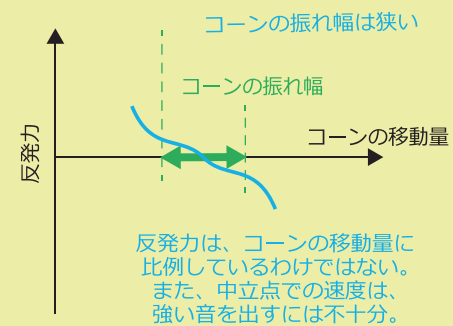 コーンの振れ幅は狭い
コーンの振れ幅
コーンの移動量
反発力
反発力は、コーンの移動量に
比例しているわけではない。
また、中立点での速度は、
強い音を出すには不十分。